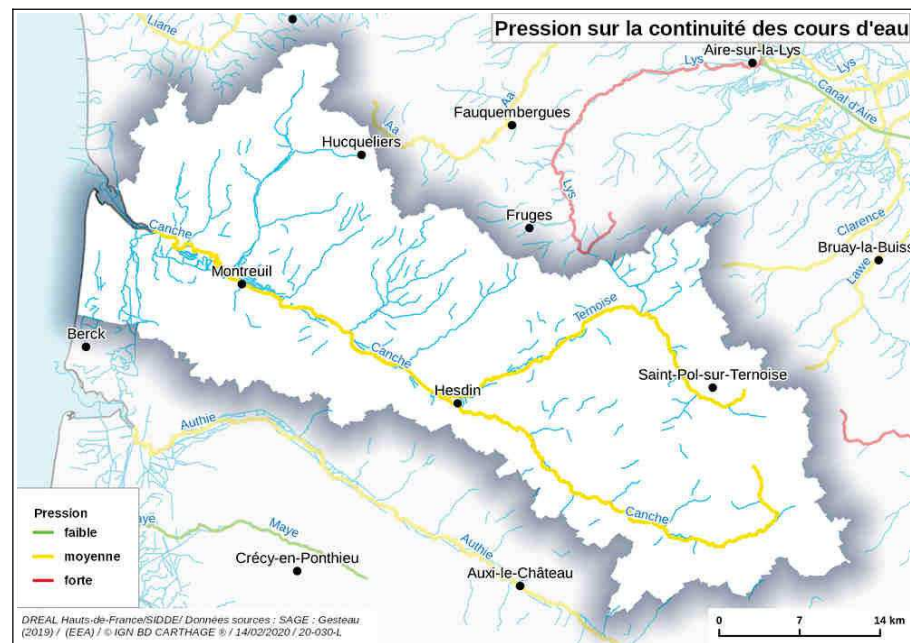 Pression sur la continuité des cours d'eau
Liane
Aire-sur-la-Lys
Lys
Lys
Canal d'Aire
Aa
Fauquembergues
Aa
Hucqueliers
Lys
Fruges
Clarence
Bruay-la-Buiss
Lawe
Canche
Montreuil
Ternoise
Berck
Canche
Saint-Pol-sur-Ternoise
Hesdin
Authie
Canche
Pression
faible
moyenne
forte
aye
Maye
Crécy-en-Ponthieu
Authie
Auxi-le-Château
DREAL Hauts-de-France/SIDDE/ Données sources : SAGE : Gesteau
(2019) / (EEA) / © IGN BD CARTHAGE ® / 14/02/2020 / 20-030-L
0 7 14 km